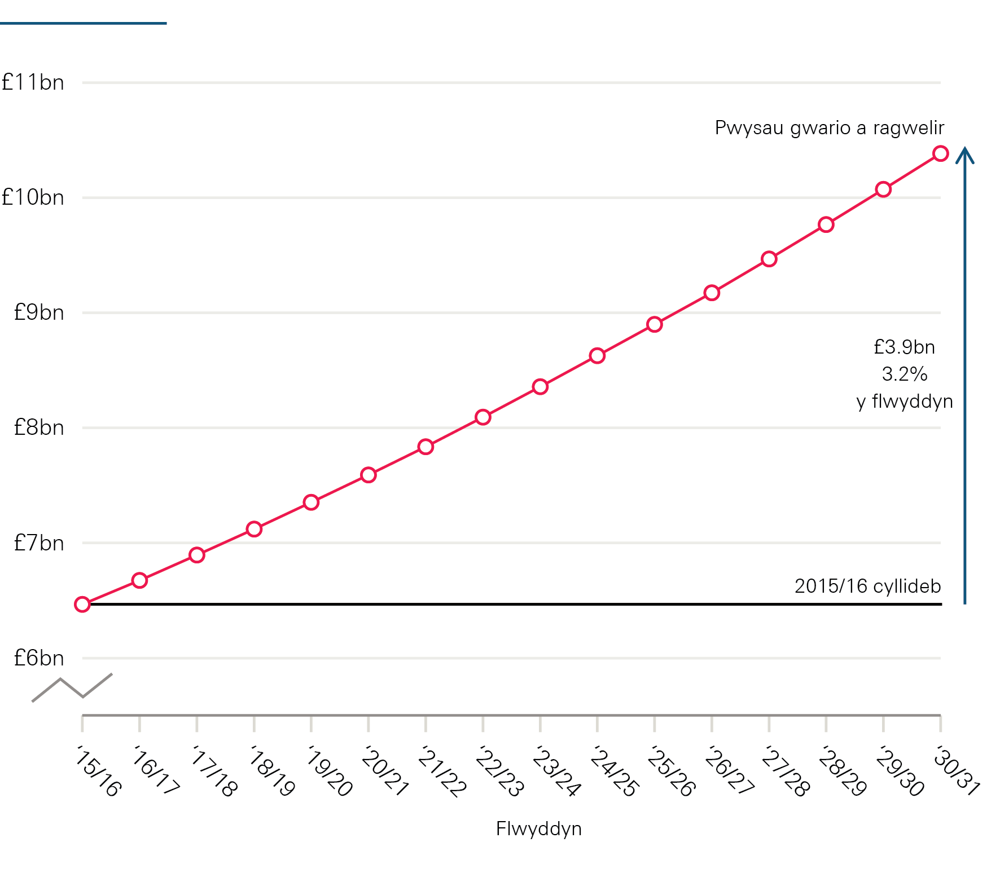 £11bn
Pwysau gwario a ragwelir
£10bn
£9bn
£3.9bn
3.2%
y flwyddyn
£8bn
£7bn
2015/16 cyllideb
£6bn
‘15/16
‘16/17
‘17/18
‘18/19
‘19/20
‘20/21
‘21/22
‘22/23
‘23/24
‘24/25
‘25/26
‘26/27
‘27/28
‘28/29
‘29/30
‘30/31
Flwyddyn